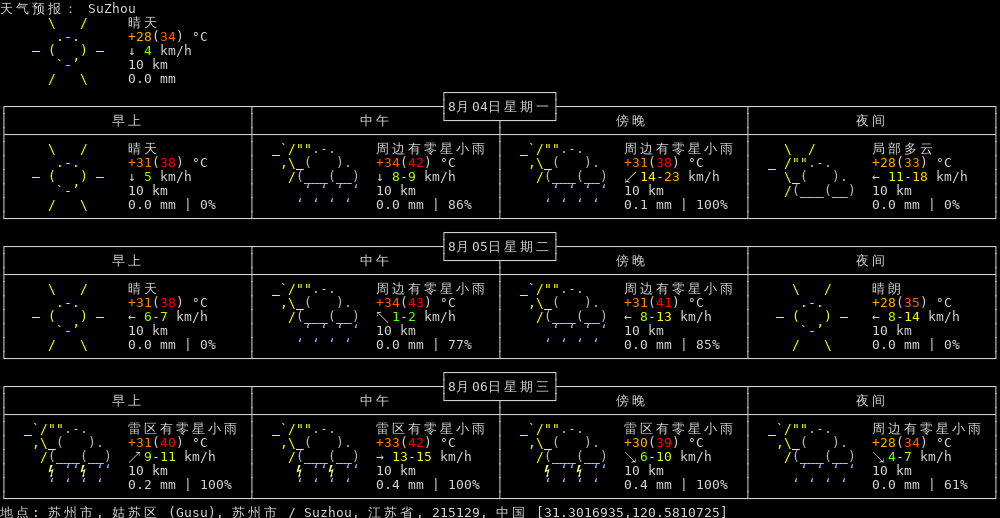 天气预报： SuZhou
晴天
+28(34) °C
↓ 4 km/h
10 km
0.0 mm
8月04日星期一
早上 中午 傍晚 夜间
晴天 周边有零星小雨 周边有零星小雨 局部多云
+31(38) °C +34(42) °C +31(38) °C +28(33) °C
↓ 5 km/h ↓ 8-9 km/h ↙ 14-23 km/h ← 11-18 km/h
10 km 10 km 10 km 10 km
0.0 mm | 0% 0.0 mm | 86% 0.1 mm | 100% 0.0 mm | 0%
8月05日星期二
早上 中午 傍晚 夜间
晴天 周边有零星小雨 周边有零星小雨 晴朗
+31(38) °C +34(43) °C +31(41) °C +28(35) °C
← 6-7 km/h ↖ 1-2 km/h ← 8-13 km/h ← 8-14 km/h
10 km 10 km 10 km 10 km
0.0 mm | 0% 0.0 mm | 77% 0.0 mm | 85% 0.0 mm | 0%
8月06日星期三
早上 中午 傍晚 夜间
雷区有零星小雨 雷区有零星小雨 雷区有零星小雨 周边有零星小雨
+31(40) °C +33(42) °C +30(39) °C +28(34) °C
↗ 9-11 km/h → 13-15 km/h ↘ 6-10 km/h ↘ 4-7 km/h
10 km 10 km 10 km 10 km
0.2 mm | 100% 0.4 mm | 100% 0.4 mm | 100% 0.0 mm | 61%
地点: 苏州市, 姑苏区 (Gusu), 苏州市 / Suzhou, 江苏省, 215129, 中国 [31.3016935,120.5810725]